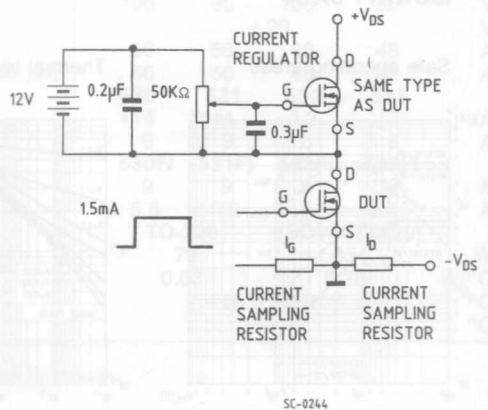 +VDS
CURRENT
REGULATOR
D
G
SAME TYPE
AS DUT
S
12V
0.2µF
50KΩ
0.3µF
D
G
DUT
S
1.5mA
IG
ID
-VDS
CURRENT
SAMPLING
RESISTOR
CURRENT
SAMPLING
RESISTOR
SC-0244